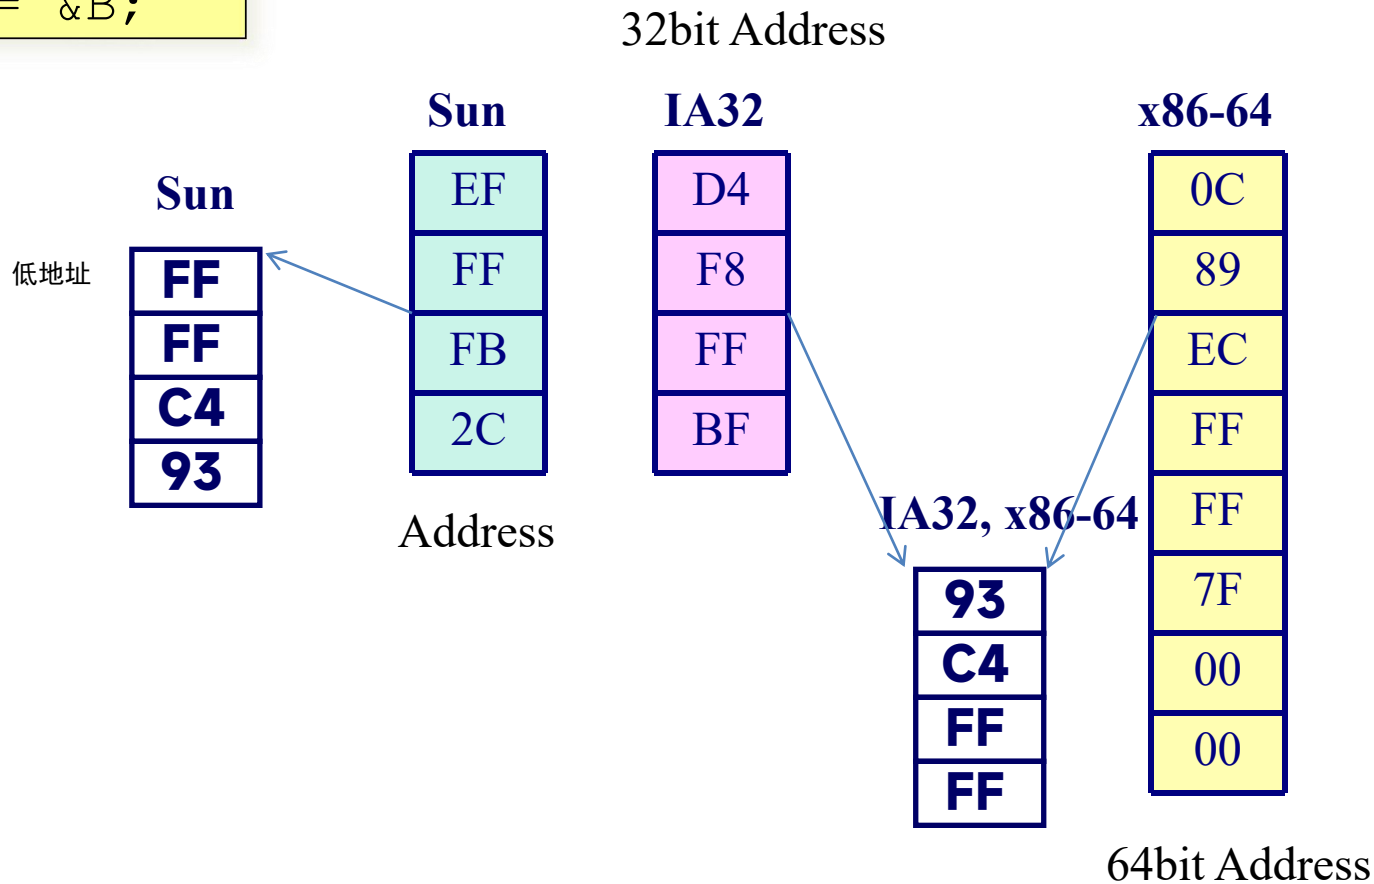 = &B;
32bit Address
Sun
IA32
x86-64
Sun
低地址
FF
FF
C4
93
EF
FF
FB
2C
Address
D4
F8
FF
BF
IA32, x86-64
93
C4
FF
FF
0C
89
EC
FF
FF
7F
00
00
64bit Address